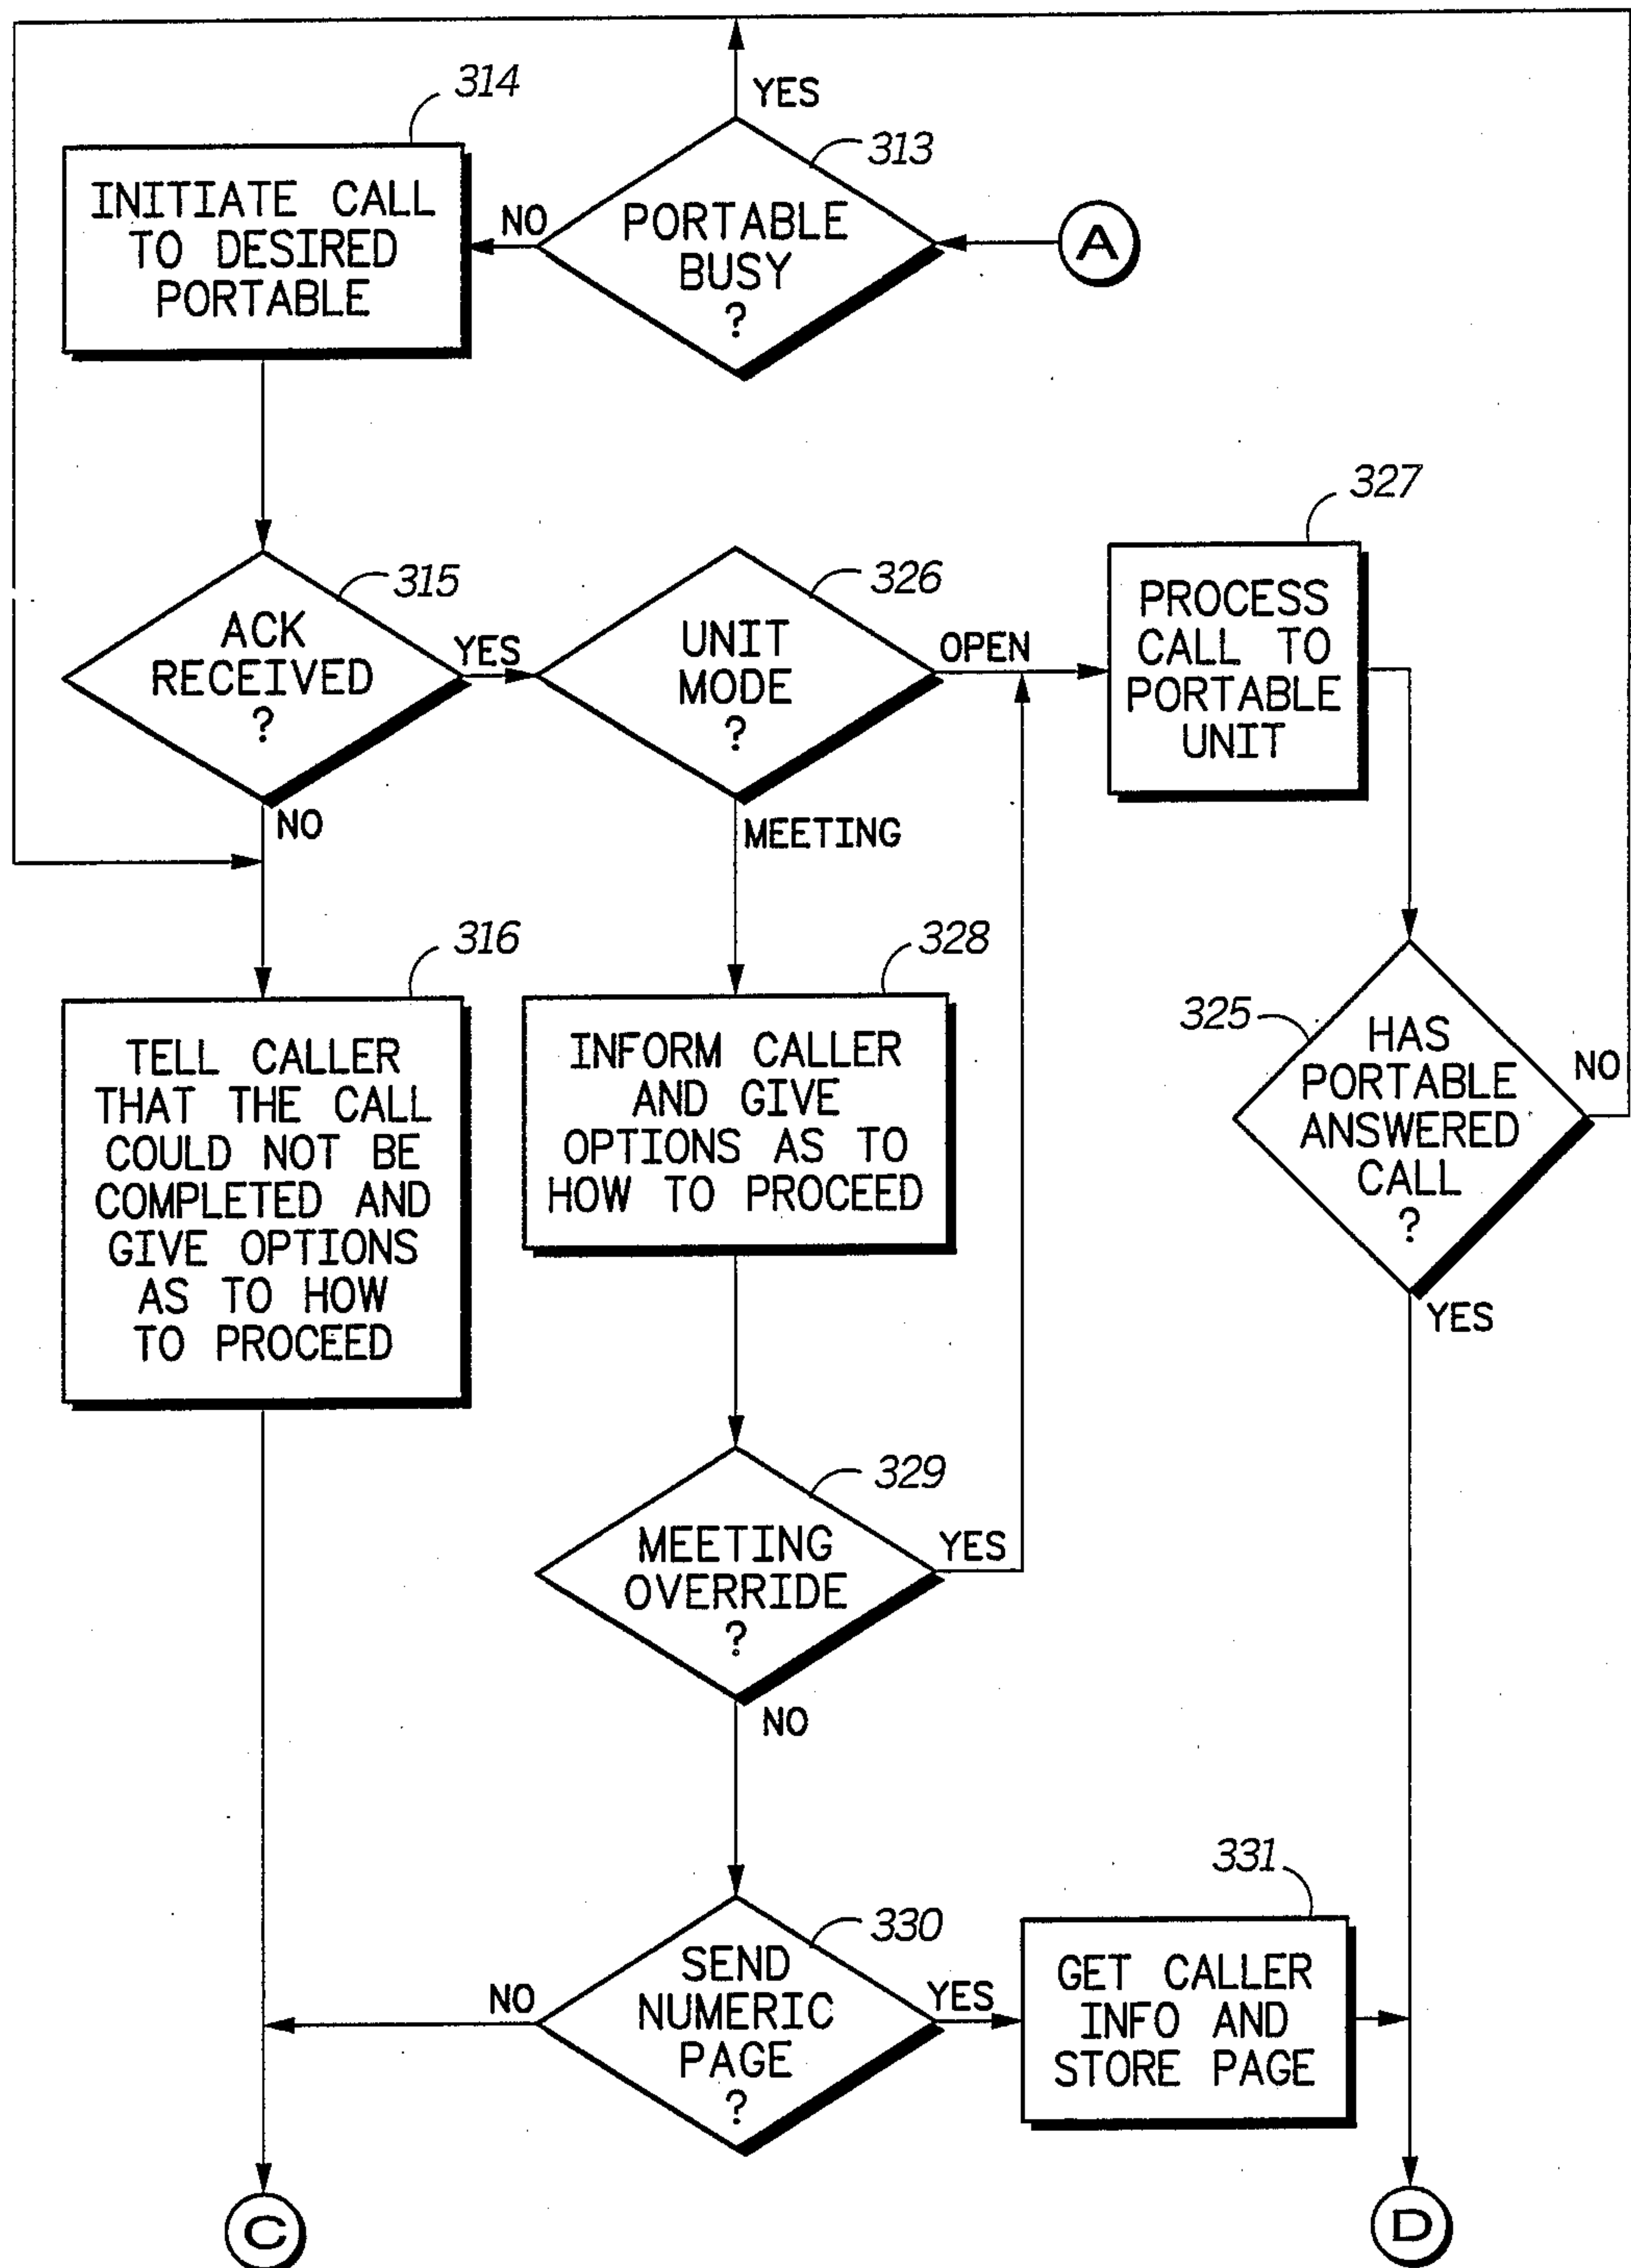 YES
314
313
INITIATE CALL
TO DESIRED
PORTABLE
NO
PORTABLE
BUSY
?
A
327
315
326
ACK
RECEIVED
?
YES
UNIT
MODE
?
OPEN
PROCESS
CALL TO
PORTABLE
UNIT
NO
MEETING
316
328
325
TELL CALLER
THAT THE CALL
COULD NOT BE
COMPLETED AND
GIVE OPTIONS
AS TO HOW
TO PROCEED
INFORM CALLER
AND GIVE
OPTIONS AS TO
HOW TO PROCEED
HAS
PORTABLE
ANSWERED
CALL
?
NO
YES
329
MEETING
OVERRIDE
?
YES
NO
331
330
NO
SEND
NUMERIC
PAGE
?
YES
GET CALLER
INFO AND
STORE PAGE
C
D